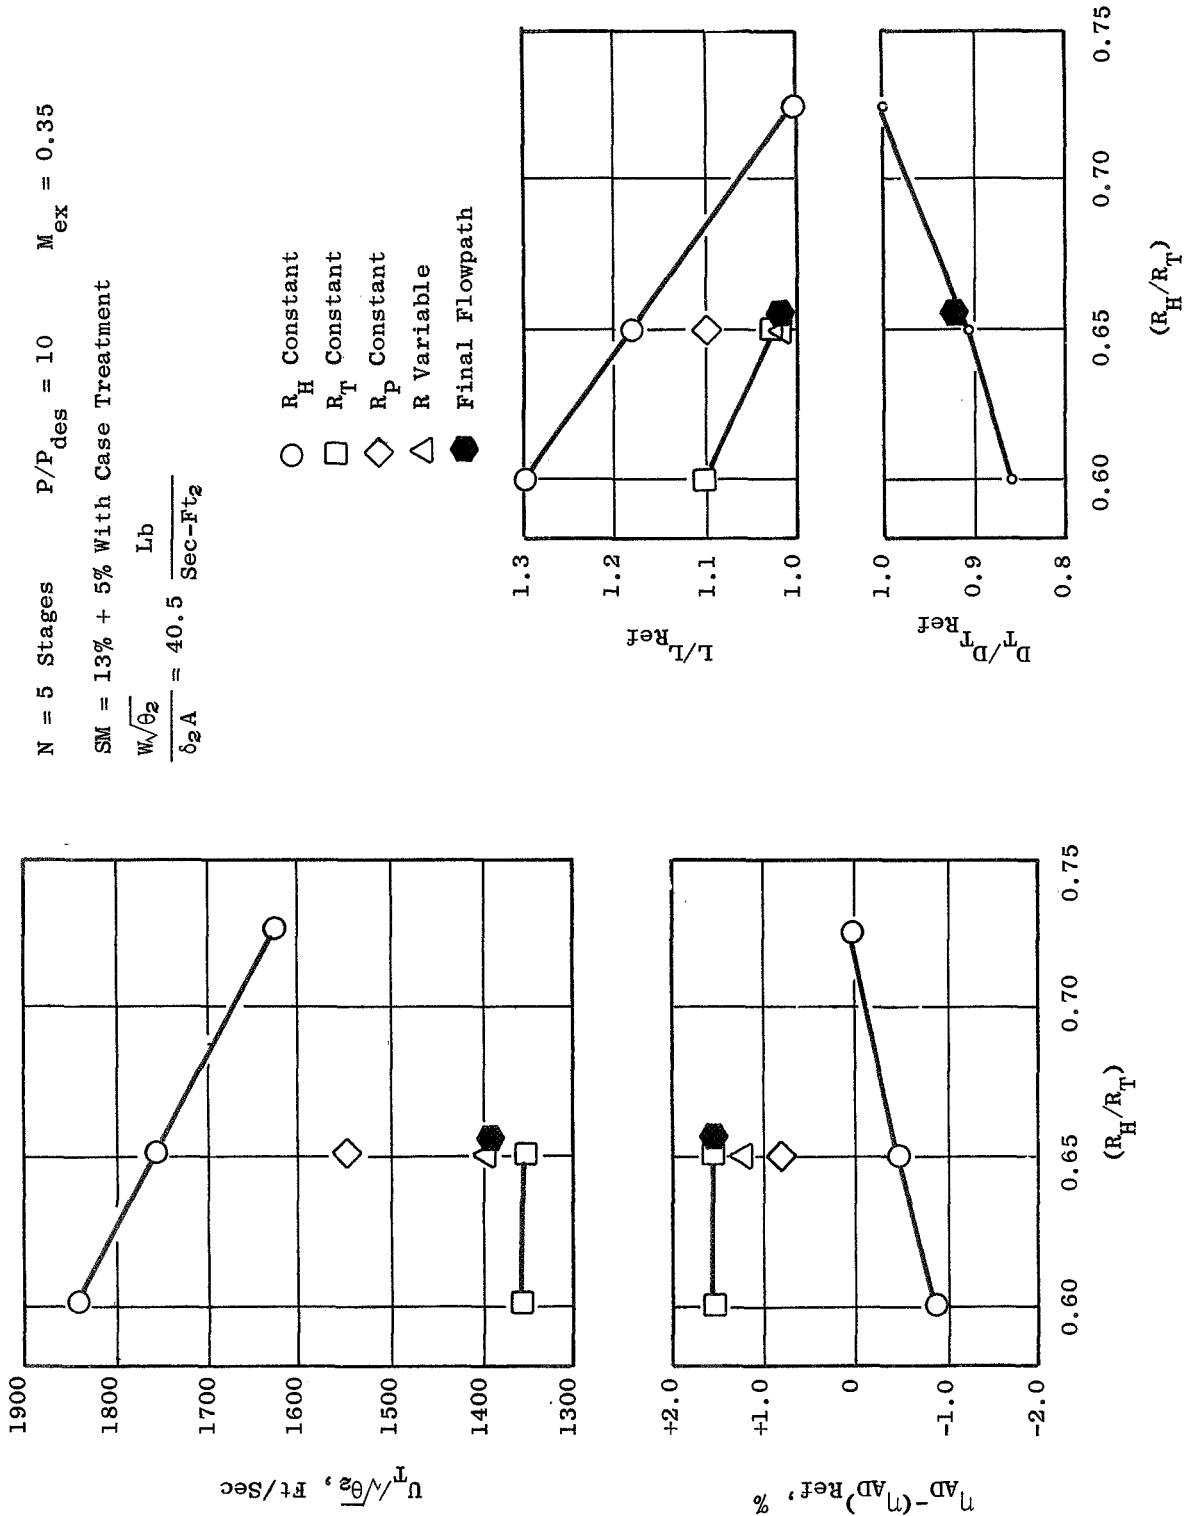 N = 5 Stages P/P_des = 10 M_ex = 0.35
SM = 13% + 5% With Case Treatment
W√θ₂ / δ₂A = 40.5 Lb / Sec-Ft₂
R_H Constant
R_T Constant
R_P Constant
R Variable
Final Flowpath
U_T/√θ₂, Ft/Sec
1900
1800
1700
1600
1500
1400
1300
η_AD-(η_AD)Ref, %
+2.0
+1.0
0
-1.0
-2.0
0.60
0.65
0.70
0.75
(R_H/R_T)
L/L_Ref
1.3
1.2
1.1
1.0
D_T/D_T_Ref
1.0
0.9
0.8
0.60
0.65
0.70
0.75
(R_H/R_T)